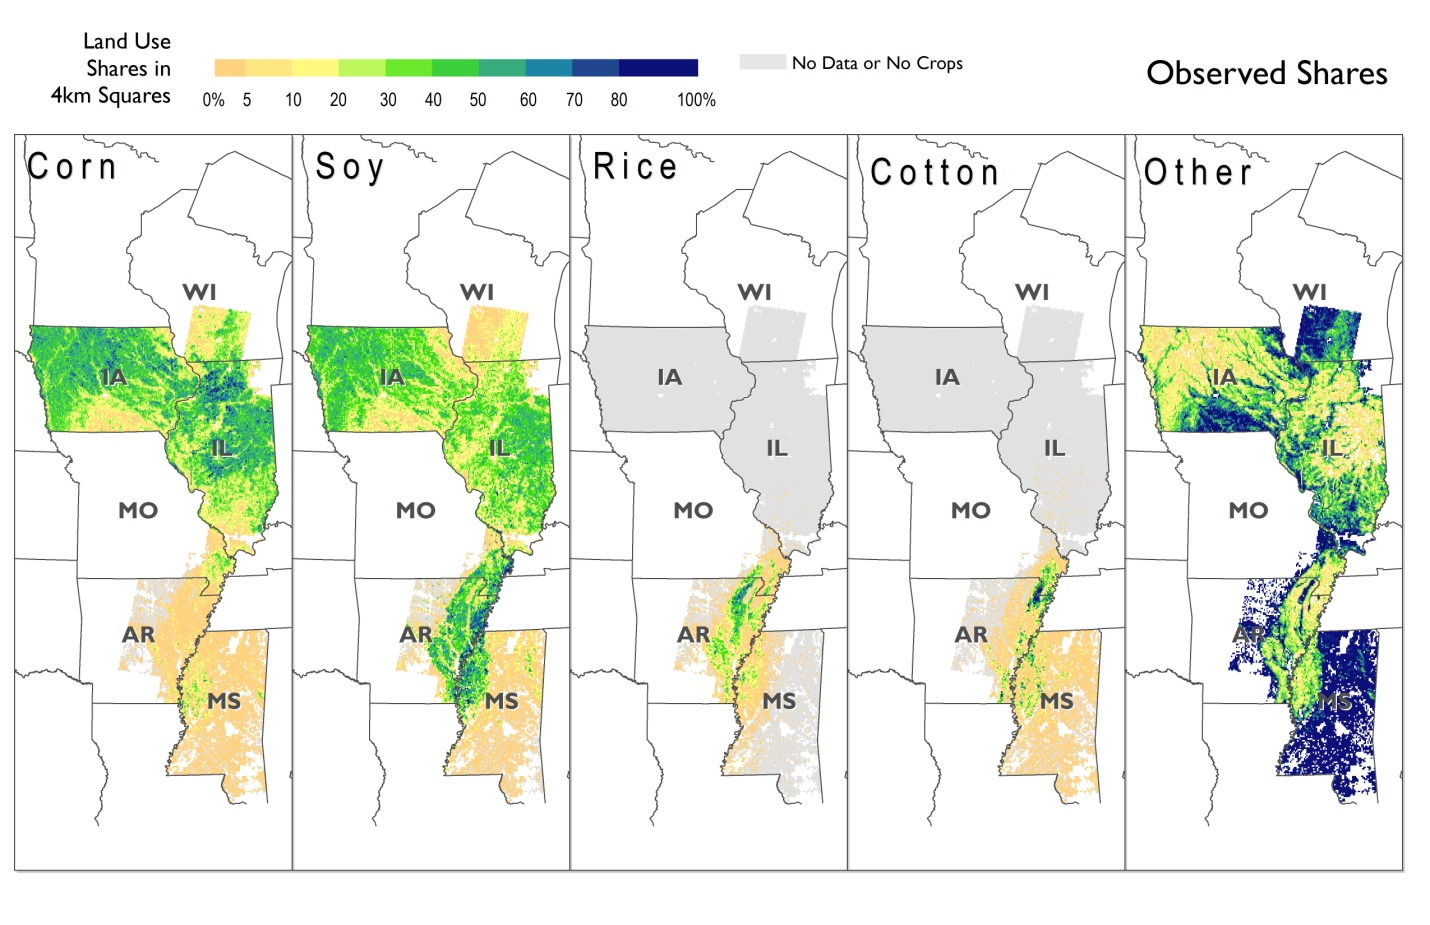 Land Use
Shares in
4km Squares
0% 5 10 20 30 40 50 60 70 80 100%
No Data or No Crops
Observed Shares
Corn
WI
IA
IL
MO
AR
MS
Soy
WI
IA
IL
MO
AR
MS
Rice
WI
IA
IL
MO
AR
MS
Cotton
WI
IA
IL
MO
AR
MS
Other
WI
IA
IL
MO
AR
MS